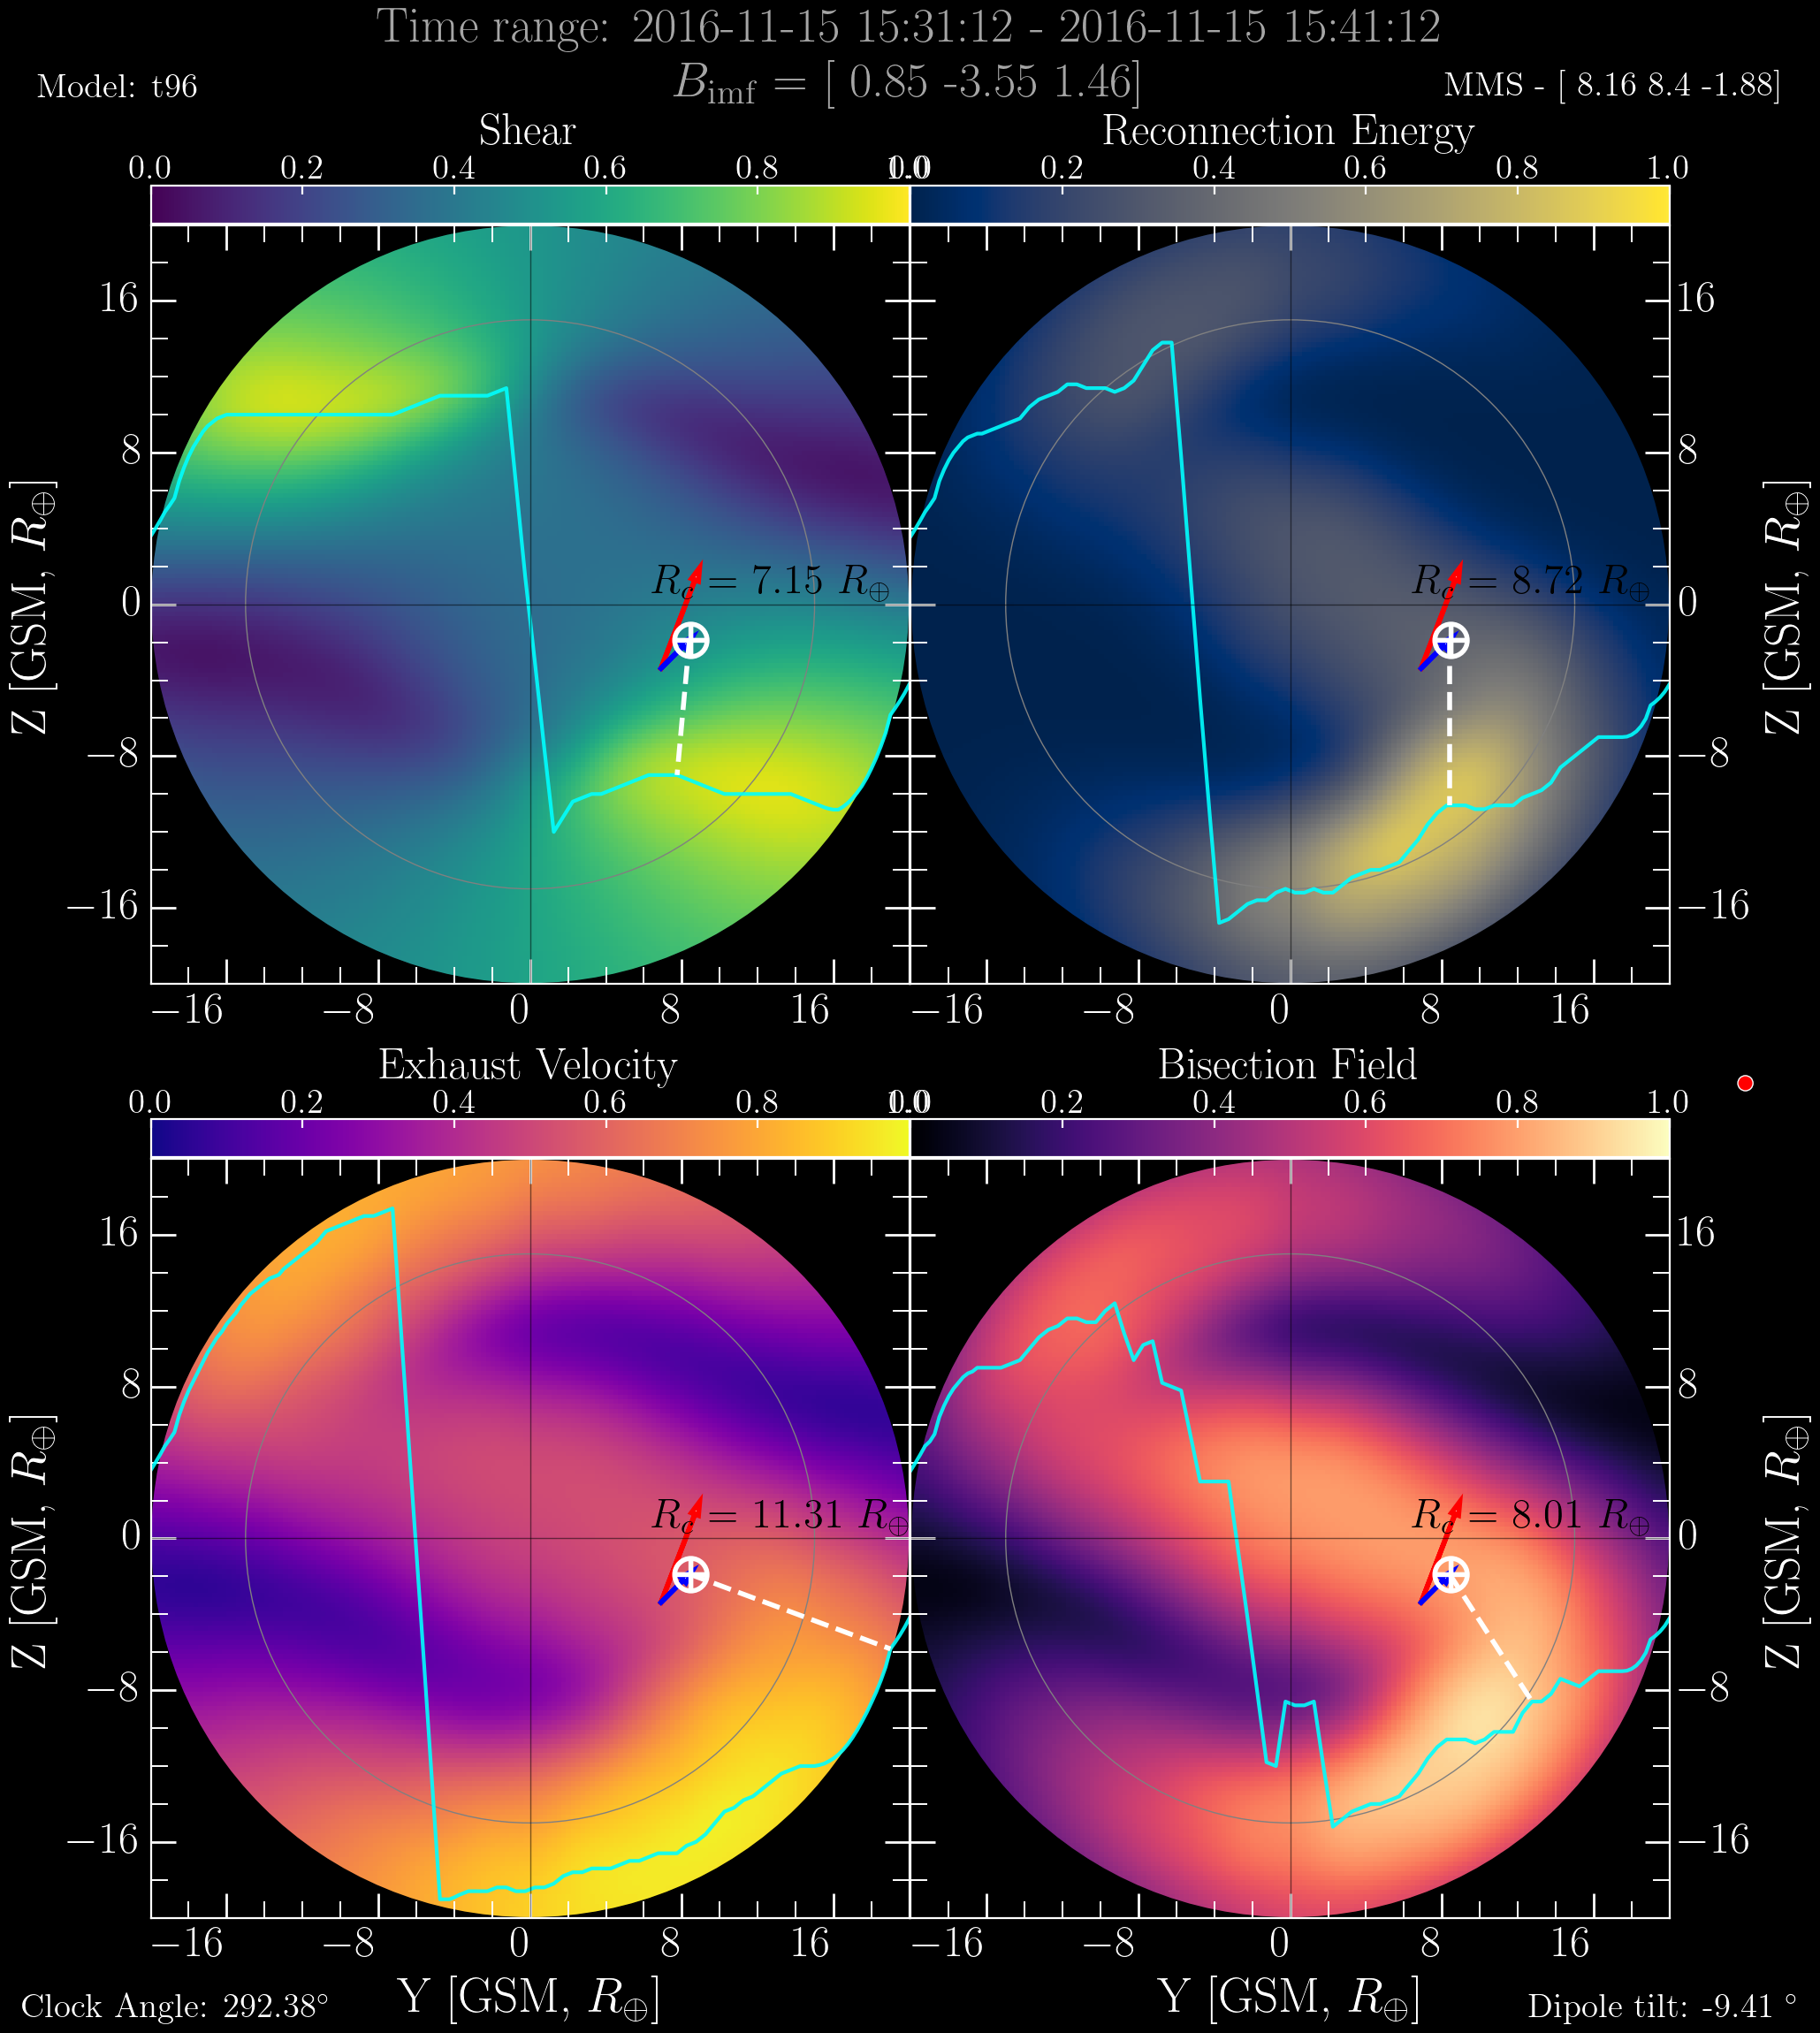 Time range: 2016-11-15 15:31:12 - 2016-11-15 15:41:12
Model: t96
B_imf = [ 0.85 -3.55 1.46]
MMS - [ 8.16 8.4 -1.88]
Shear
Reconnection Energy
0.0 0.2 0.4 0.6 0.8 1.0
0.2 0.4 0.6 0.8 1.0
16 16
8 8
Z [GSM, R⊕]
R_c = 7.15 R⊕
R_c = 8.72 R⊕
Z [GSM, R⊕]
0 0
−8 −8
−16 −16
−16 −8 0 8 16
−16 −8 0 8 16
Exhaust Velocity
Bisection Field
0.0 0.2 0.4 0.6 0.8 1.0
0.2 0.4 0.6 0.8 1.0
16 16
8 8
Z [GSM, R⊕]
R_c = 11.31 R⊕
R_c = 8.01 R⊕
Z [GSM, R⊕]
0 0
−8 −8
−16 −16
−16 −8 0 8 16
−16 −8 0 8 16
Y [GSM, R⊕]
Y [GSM, R⊕]
Clock Angle: 292.38°
Dipole tilt: -9.41 °